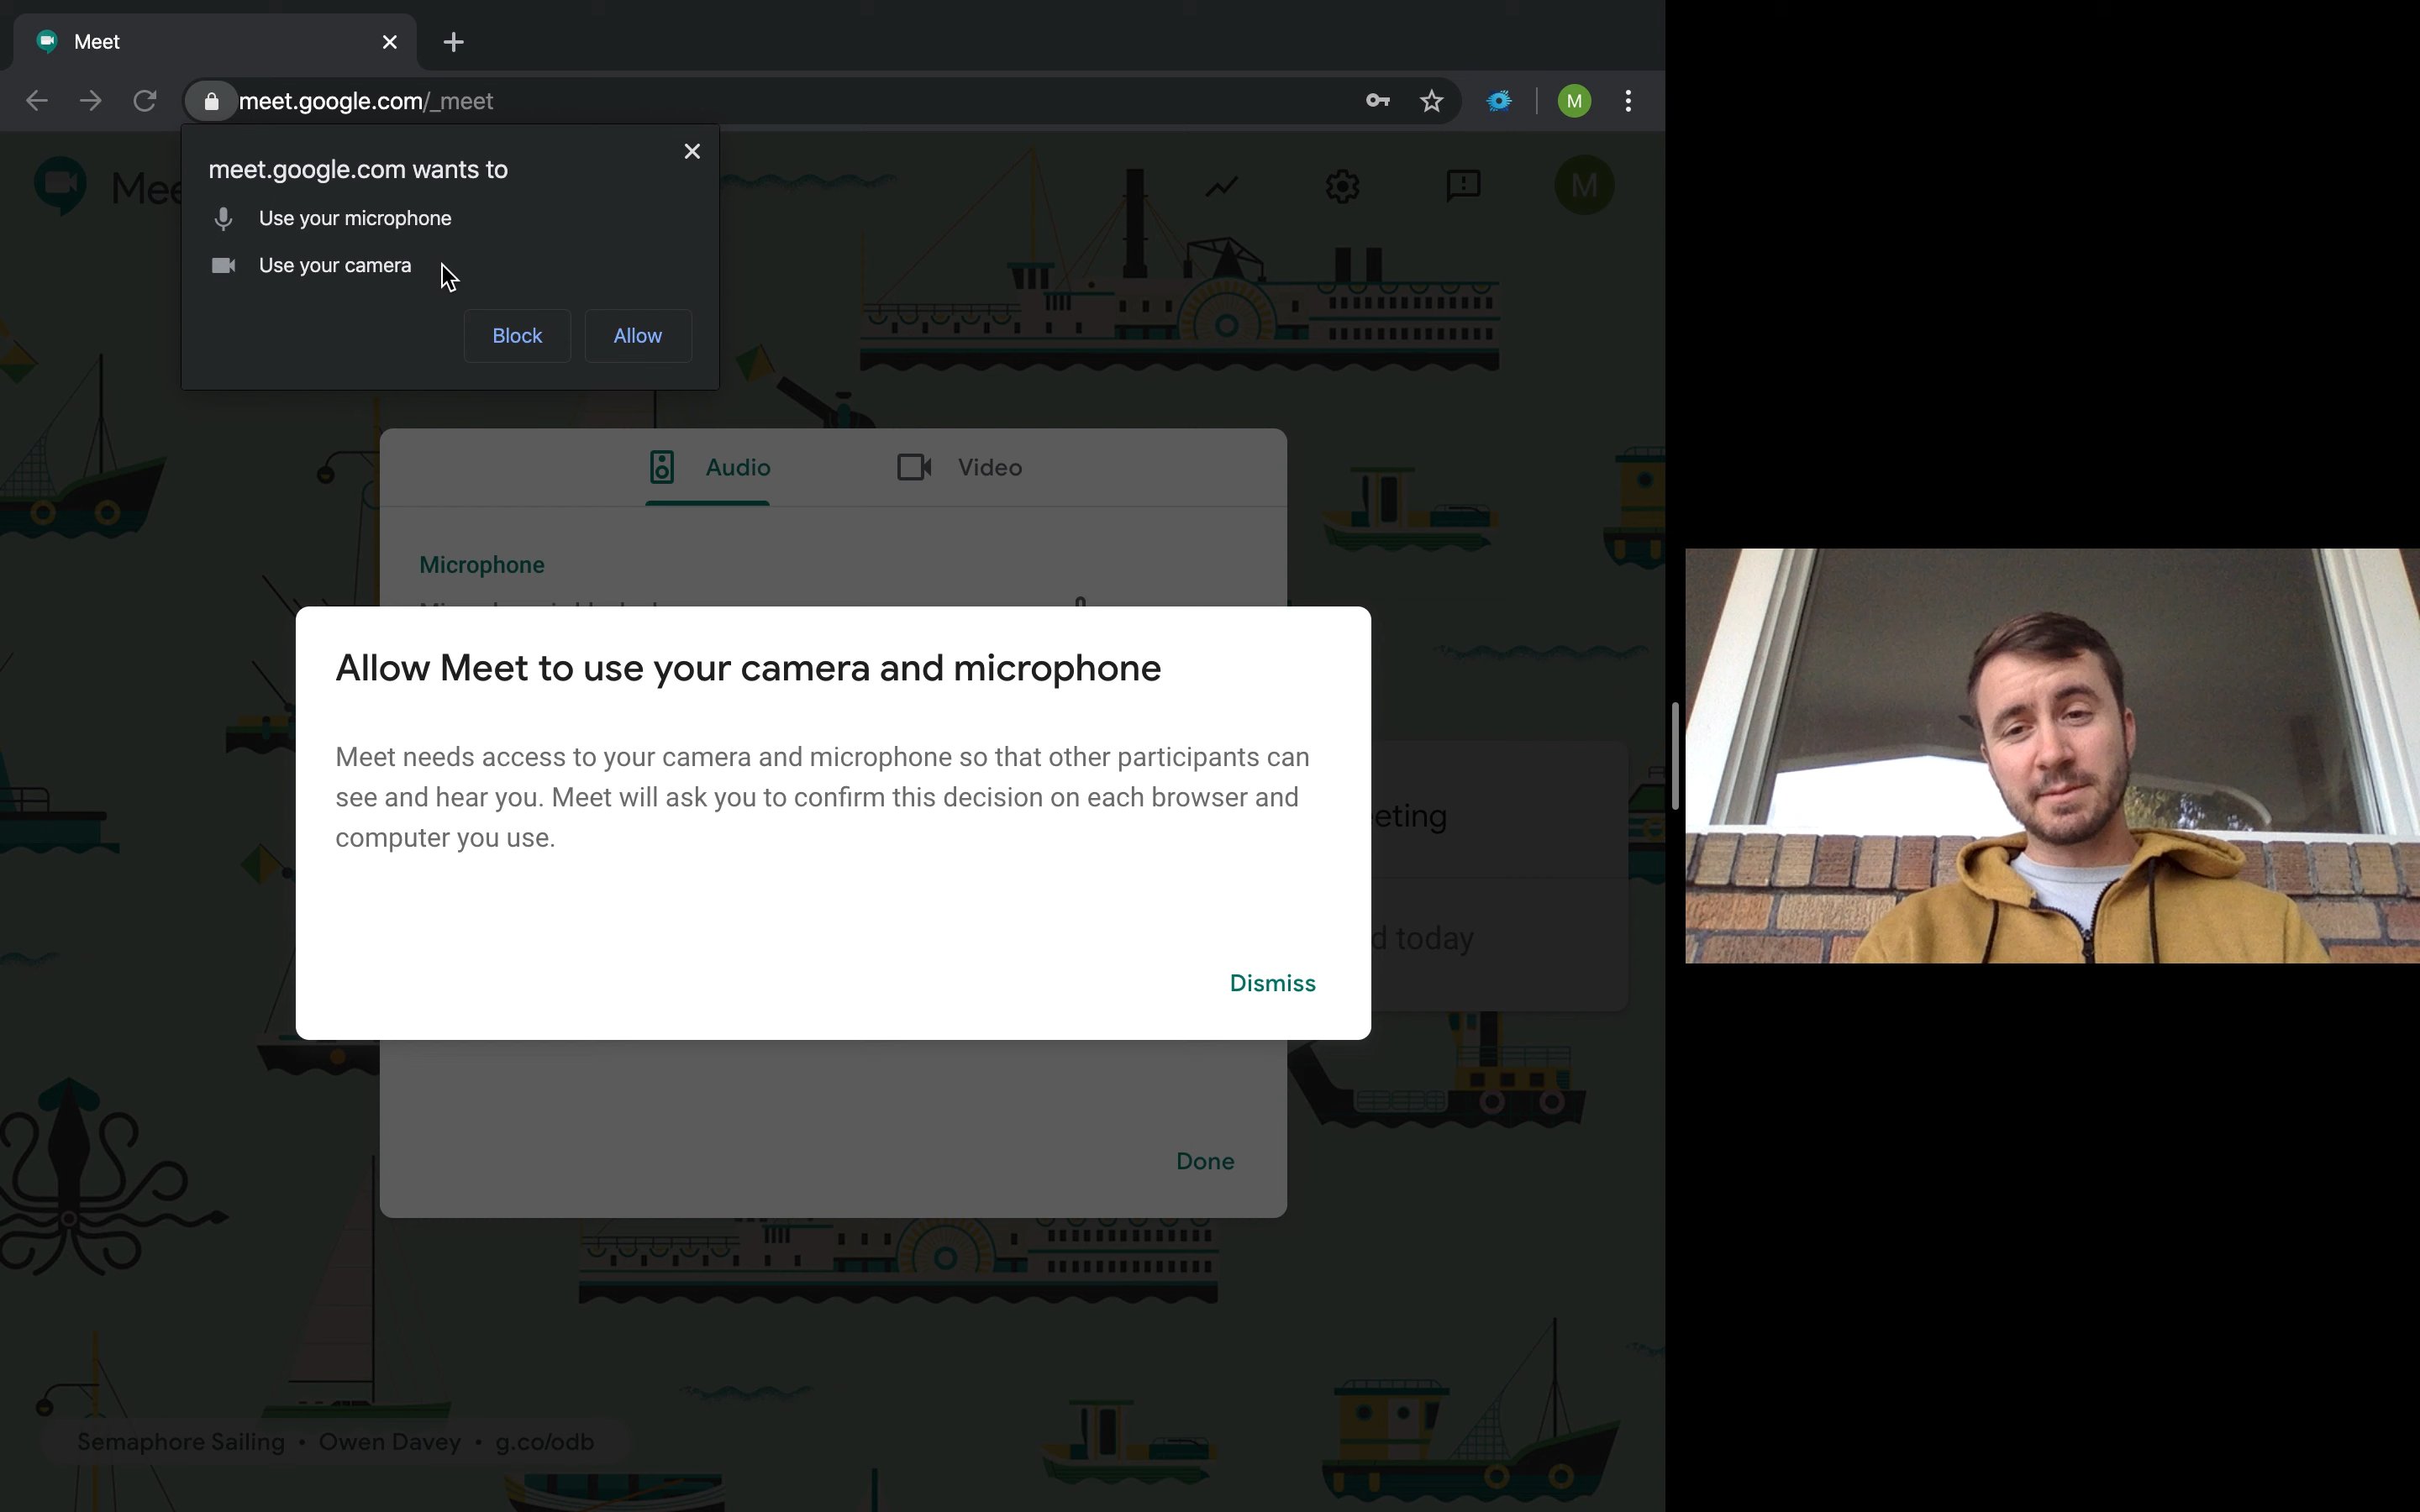 Meet
meet.google.com/_meet
M
meet.google.com wants to
Use your microphone
Use your camera
Block
Allow
M
Audio
Video
Microphone
Allow Meet to use your camera and microphone
Meet needs access to your camera and microphone so that other participants can
see and hear you. Meet will ask you to confirm this decision on each browser and
computer you use.
eting
d today
Dismiss
Done
Semaphore Sailing • Owen Davey • g.co/odb